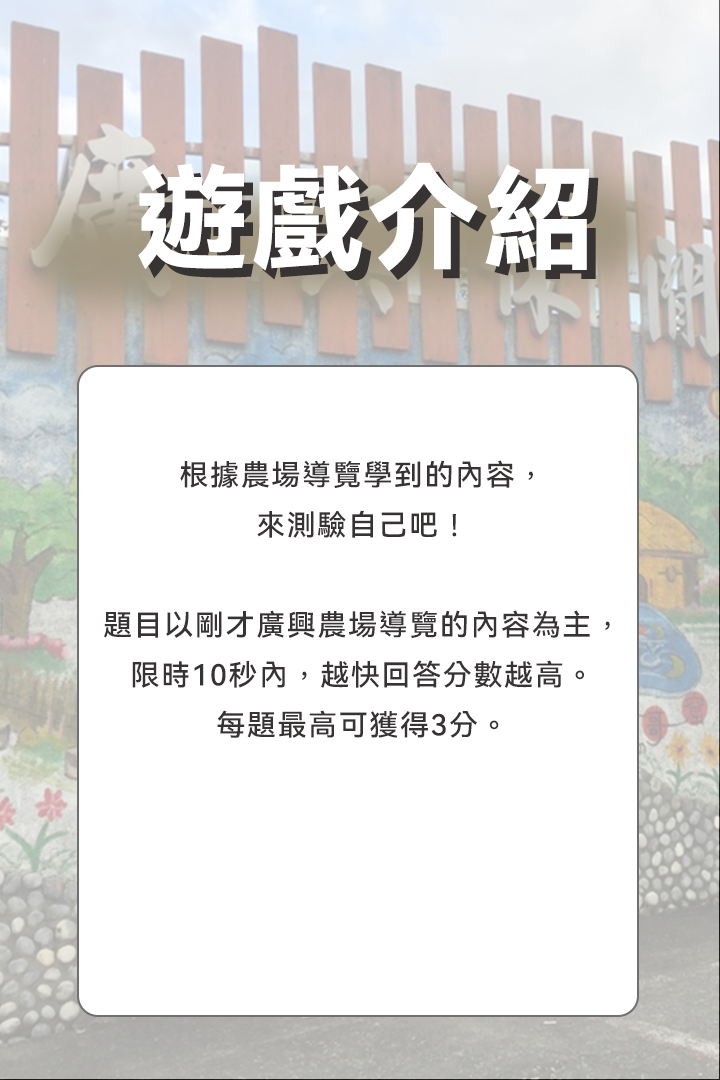 遊戲介紹
根據農場導覽學到的內容，
來測驗自己吧！
題目以剛才廣興農場導覽的內容為主，
限時10秒內，越快回答分數越高。
每題最高可獲得3分。